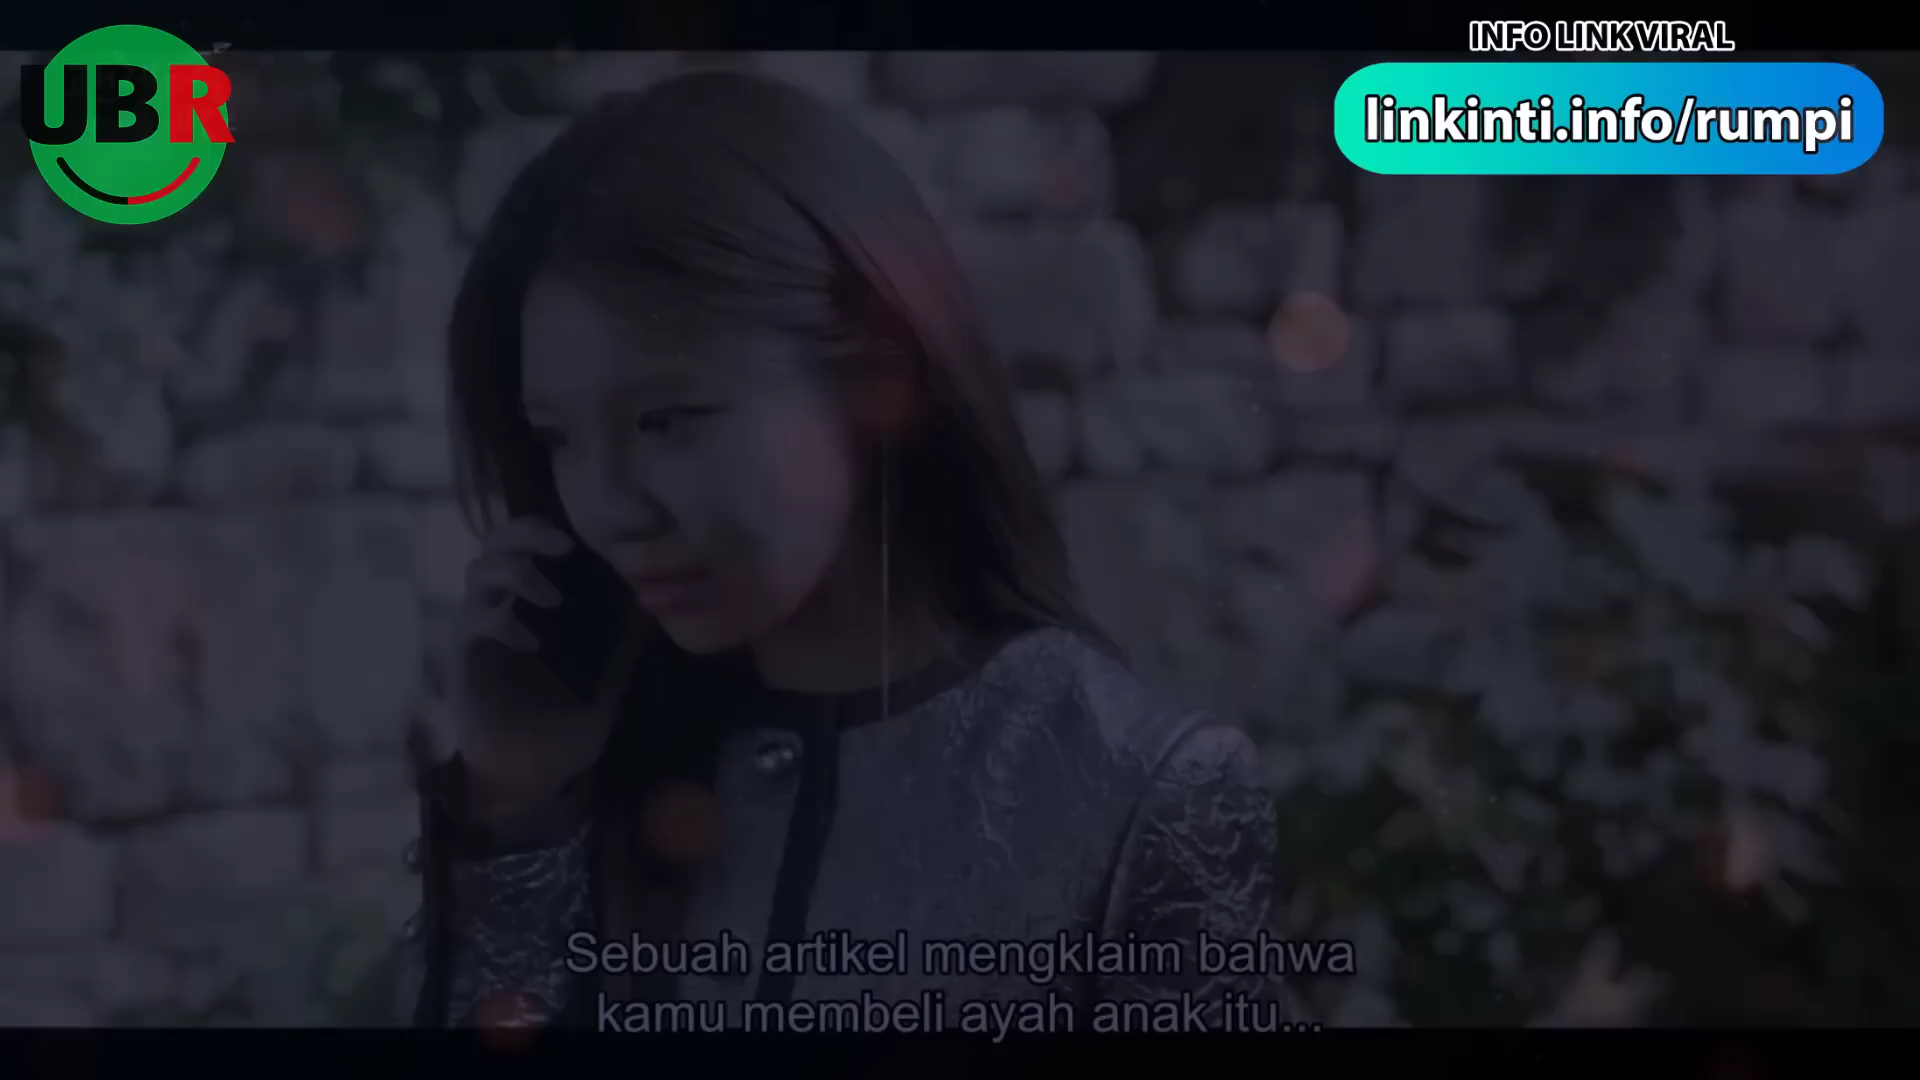 UBR
INFO LINK VIRAL
linkinti.info/rumpi
Sebuah artikel mengklaim bahwa
kamu membeli ayah anak itu...